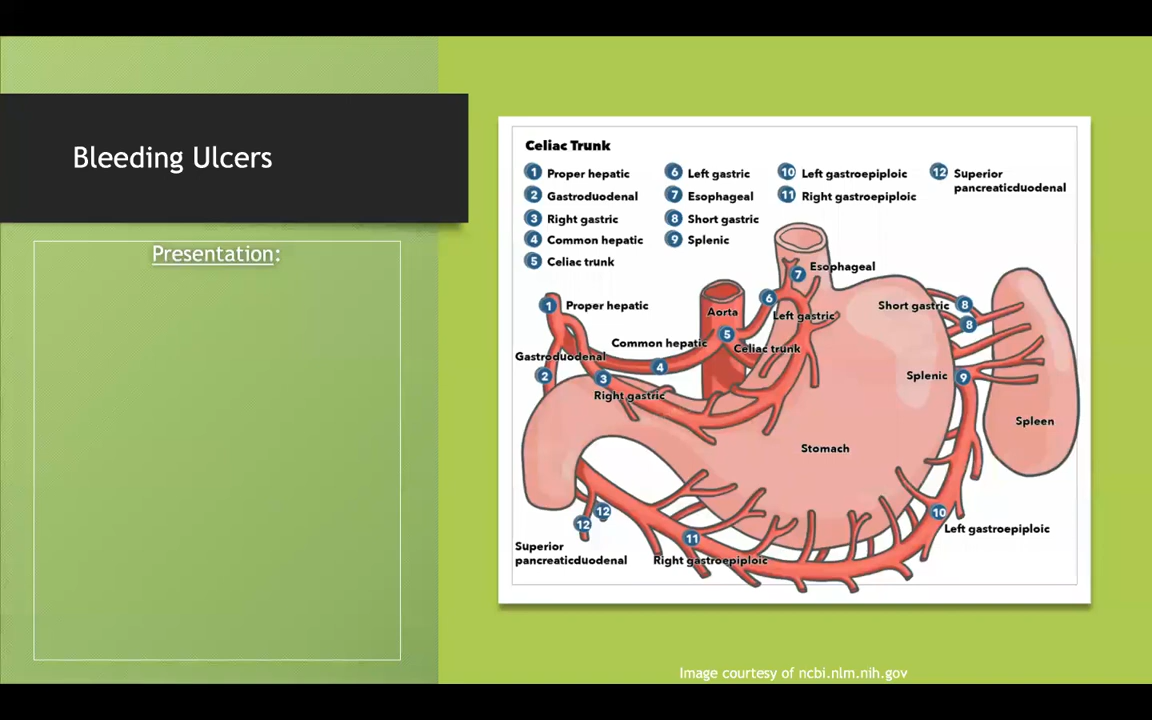 Bleeding Ulcers
Presentation:
Celiac Trunk
1 Proper hepatic
2 Gastroduodenal
3 Right gastric
4 Common hepatic
5 Celiac trunk
6 Left gastric
7 Esophageal
8 Short gastric
9 Splenic
10 Left gastroepiploic
11 Right gastroepiploic
12 Superior
pancreaticduodenal
7 Esophageal
1 Proper hepatic
Aorta
6 Left gastric
Short gastric 8
8
Common hepatic 4
5 Celiac trunk
Gastroduodenal
2
3
Right gastric
Splenic 9
Spleen
Stomach
12 12
Superior
pancreaticduodenal
11
Right gastroepiploic
10
Left gastroepiploic
Image courtesy of ncbi.nlm.nih.gov